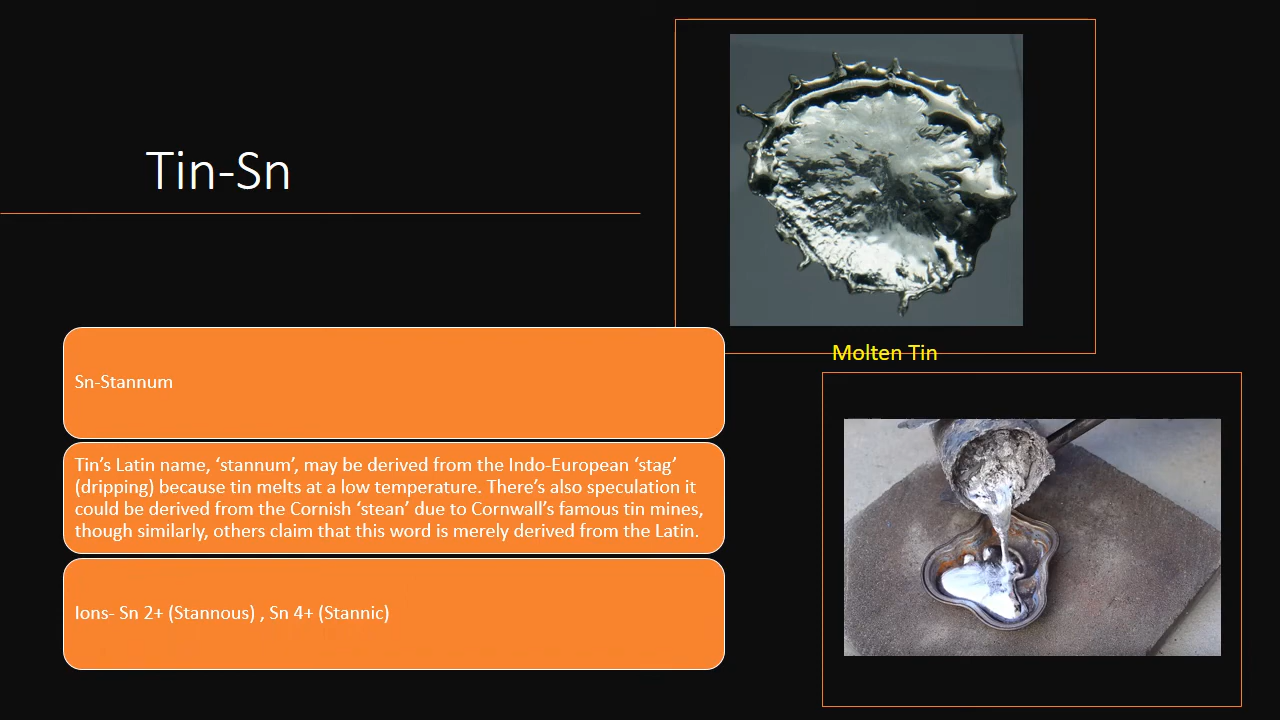 Tin-Sn
Molten Tin
Sn-Stannum
Tin’s Latin name, ‘stannum’, may be derived from the Indo-European ‘stag’
(dripping) because tin melts at a low temperature. There’s also speculation it
could be derived from the Cornish ‘stean’ due to Cornwall’s famous tin mines,
though similarly, others claim that this word is merely derived from the Latin.
Ions- Sn 2+ (Stannous) , Sn 4+ (Stannic)